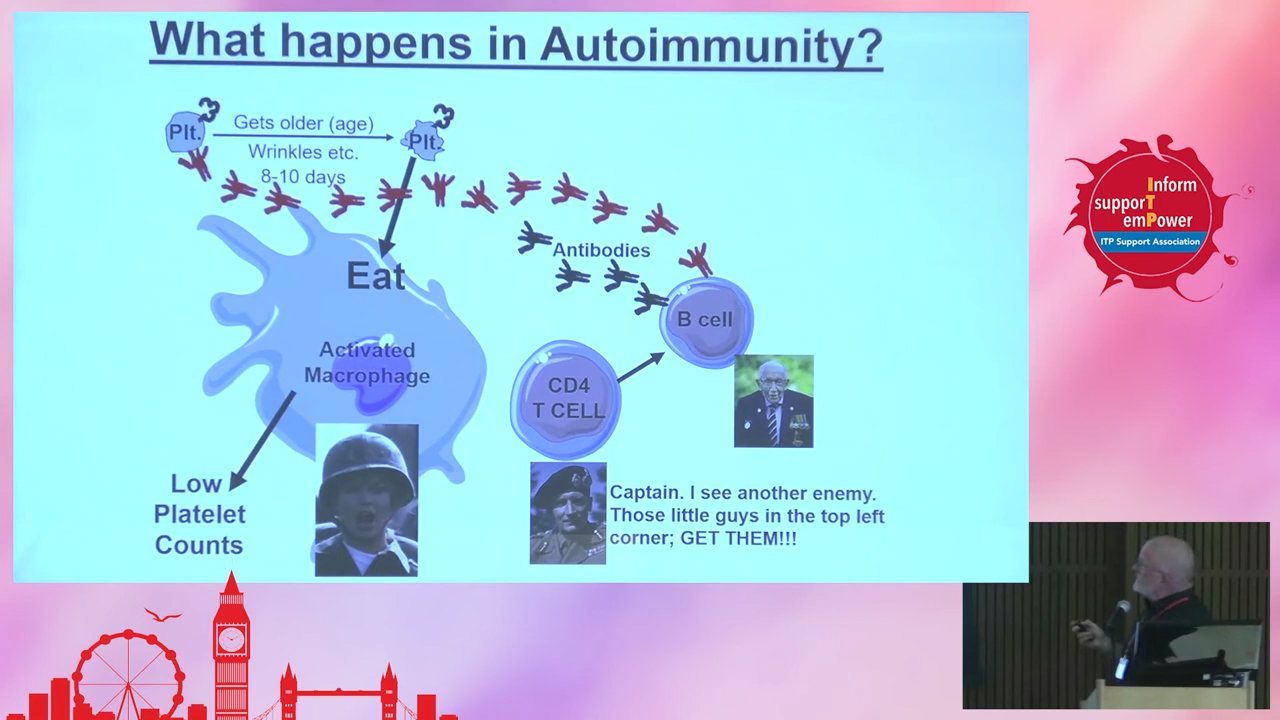 What happens in Autoimmunity?
Plt.
3
Gets older (age)
Wrinkles etc.
8-10 days
Plt.
3
Antibodies
Eat
B cell
Activated
Macrophage
CD4
T CELL
Low
Platelet
Counts
Captain. I see another enemy.
Those little guys in the top left
corner; GET THEM!!!
Inform
supporT
emPower
ITP Support Association